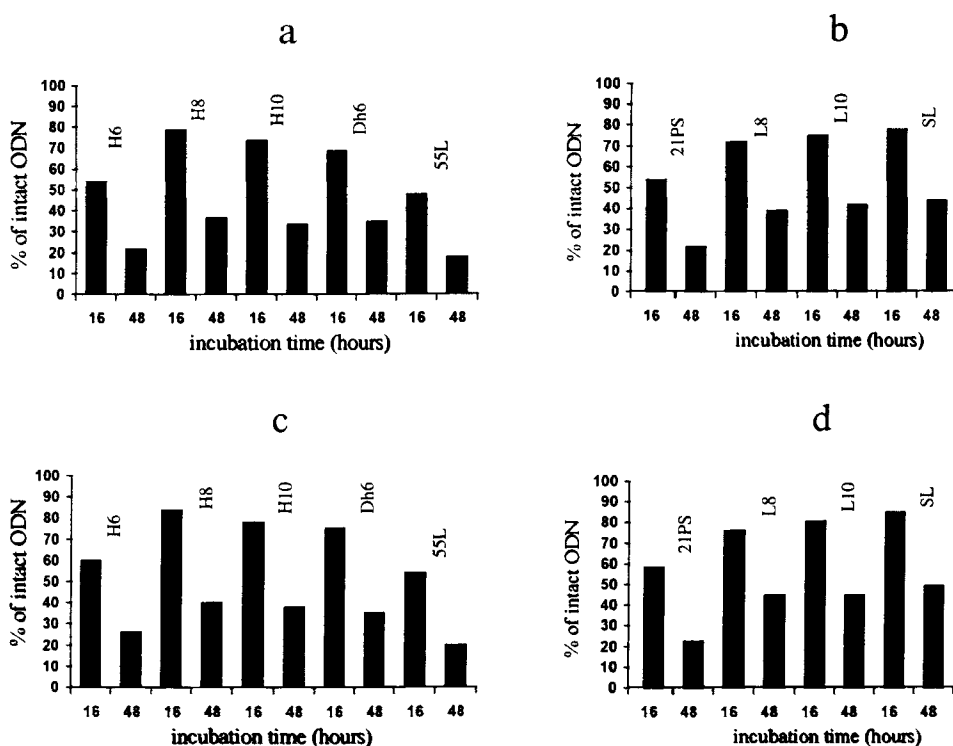 a
% of intact ODN
100
90
80
70
60
50
40
30
20
10
0
H6
H8
H10
Dh6
55L
16 48 16 48 16 48 16 48 16 48
incubation time (hours)
b
% of intact ODN
100
90
80
70
60
50
40
30
20
10
0
21PS
L8
L10
SL
16 48 16 48 16 48 16 48
incubation time (hours)
c
% of intact ODN
100
90
80
70
60
50
40
30
20
10
0
H6
H8
H10
Dh6
55L
16 48 16 48 16 48 16 48 16 48
incubation time (hours)
d
% of intact ODN
100
90
80
70
60
50
40
30
20
10
0
21PS
L8
L10
SL
16 48 16 48 16 48 16 48
incubation time (hours)